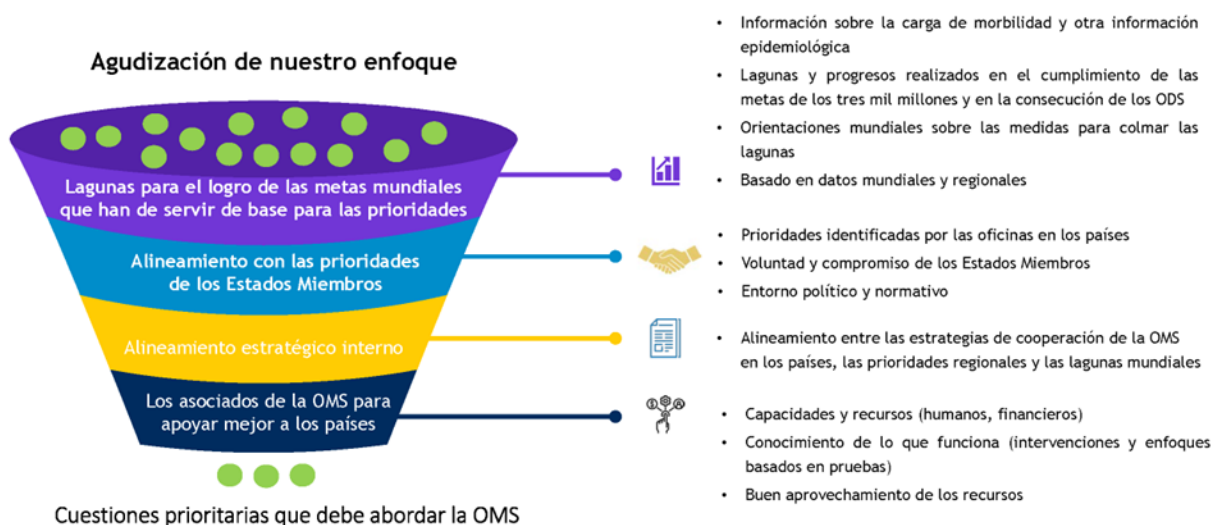 Agudización de nuestro enfoque
Lagunas para el logro de las metas mundiales
que han de servir de base para las prioridades
Alineamiento con las prioridades
de los Estados Miembros
Alineamiento estratégico interno
Los asociados de la OMS para
apoyar mejor a los países
Cuestiones prioritarias que debe abordar la OMS
• Información sobre la carga de morbilidad y otra información
epidemiológica
• Lagunas y progresos realizados en el cumplimiento de las
metas de los tres mil millones y en la consecución de los ODS
• Orientaciones mundiales sobre las medidas para colmar las
lagunas
• Basado en datos mundiales y regionales
• Prioridades identificadas por las oficinas en los países
• Voluntad y compromiso de los Estados Miembros
• Entorno político y normativo
• Alineamiento entre las estrategias de cooperación de la OMS
en los países, las prioridades regionales y las lagunas mundiales
• Capacidades y recursos (humanos, financieros)
• Conocimiento de lo que funciona (intervenciones y enfoques
basados en pruebas)
• Buen aprovechamiento de los recursos